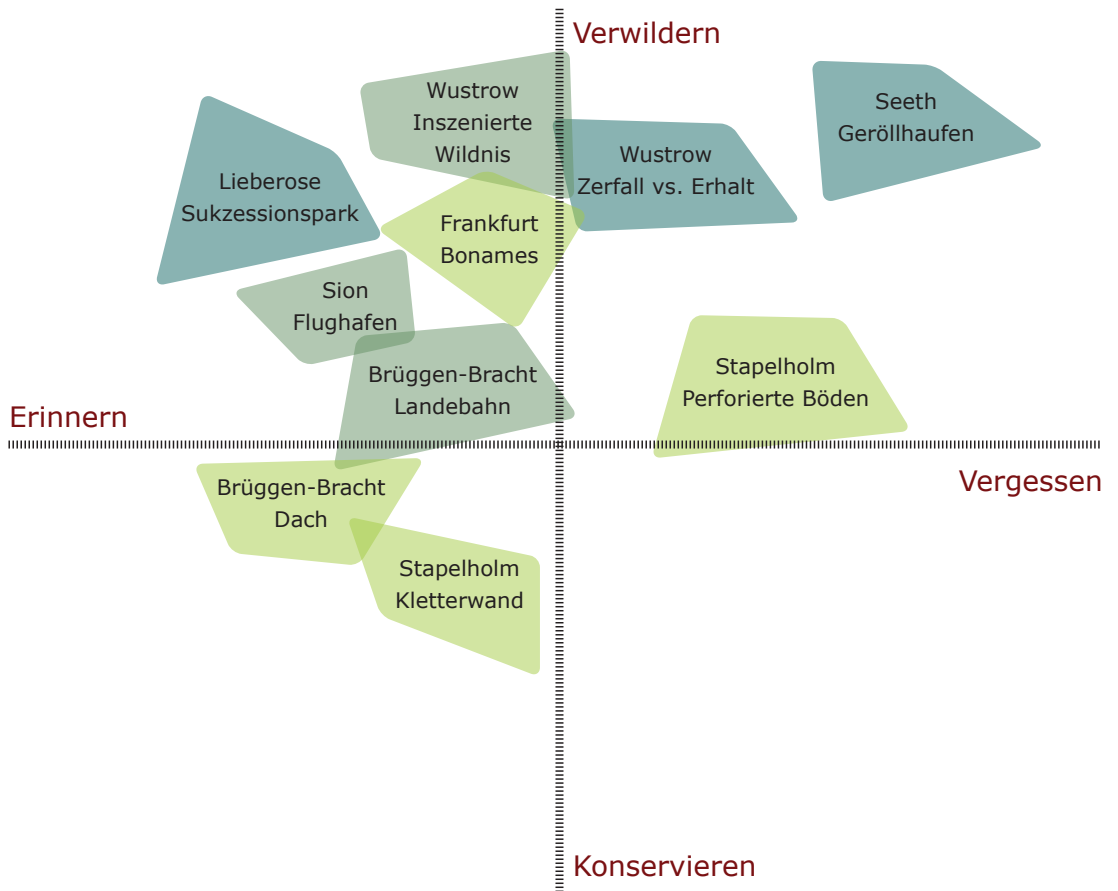 Verwildern
Wustrow
Inszenierte
Wildnis
Seeth
Geröllhaufen
Wustrow
Zerfall vs. Erhalt
Lieberose
Sukzessionspark
Frankfurt
Bonames
Sion
Flughafen
Brüggen-Bracht
Landebahn
Stapelholm
Perforierte Böden
Erinnern
Vergessen
Brüggen-Bracht
Dach
Stapelholm
Kletterwand
Konservieren